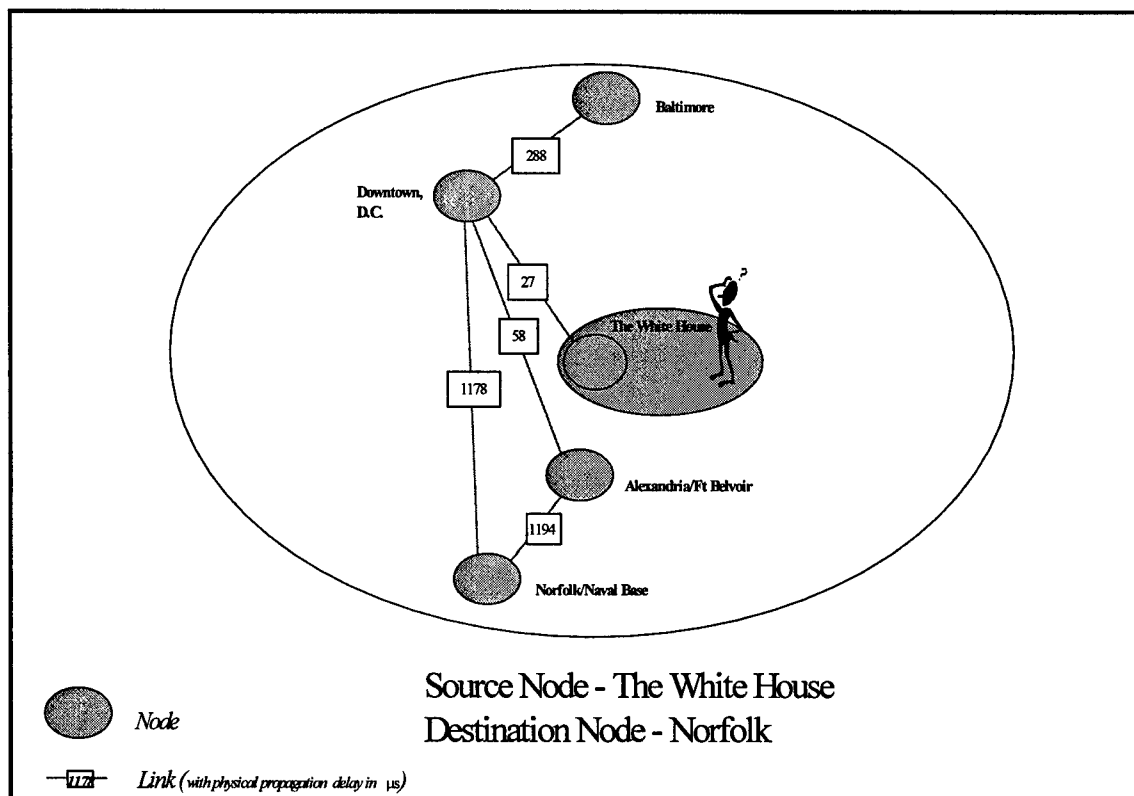 Baltimore
288
Downtown,
D.C.
27
?
The White House
58
1178
Alexandria/Ft Belvoir
1194
Norfolk/Naval Base
Source Node - The White House
Destination Node - Norfolk
Node
1178 Link (with physical propagation delay in µs)